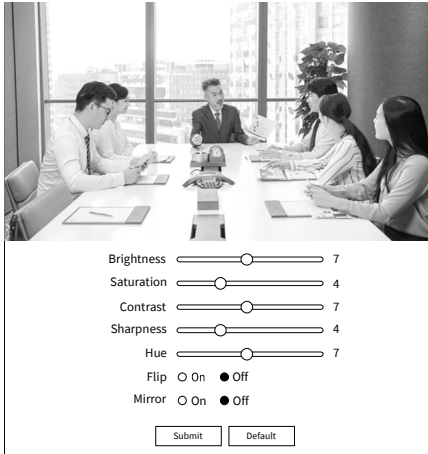 Brightness 7
Saturation 4
Contrast 7
Sharpness 4
Hue 7
Flip On Off
Mirror On Off
Submit Default